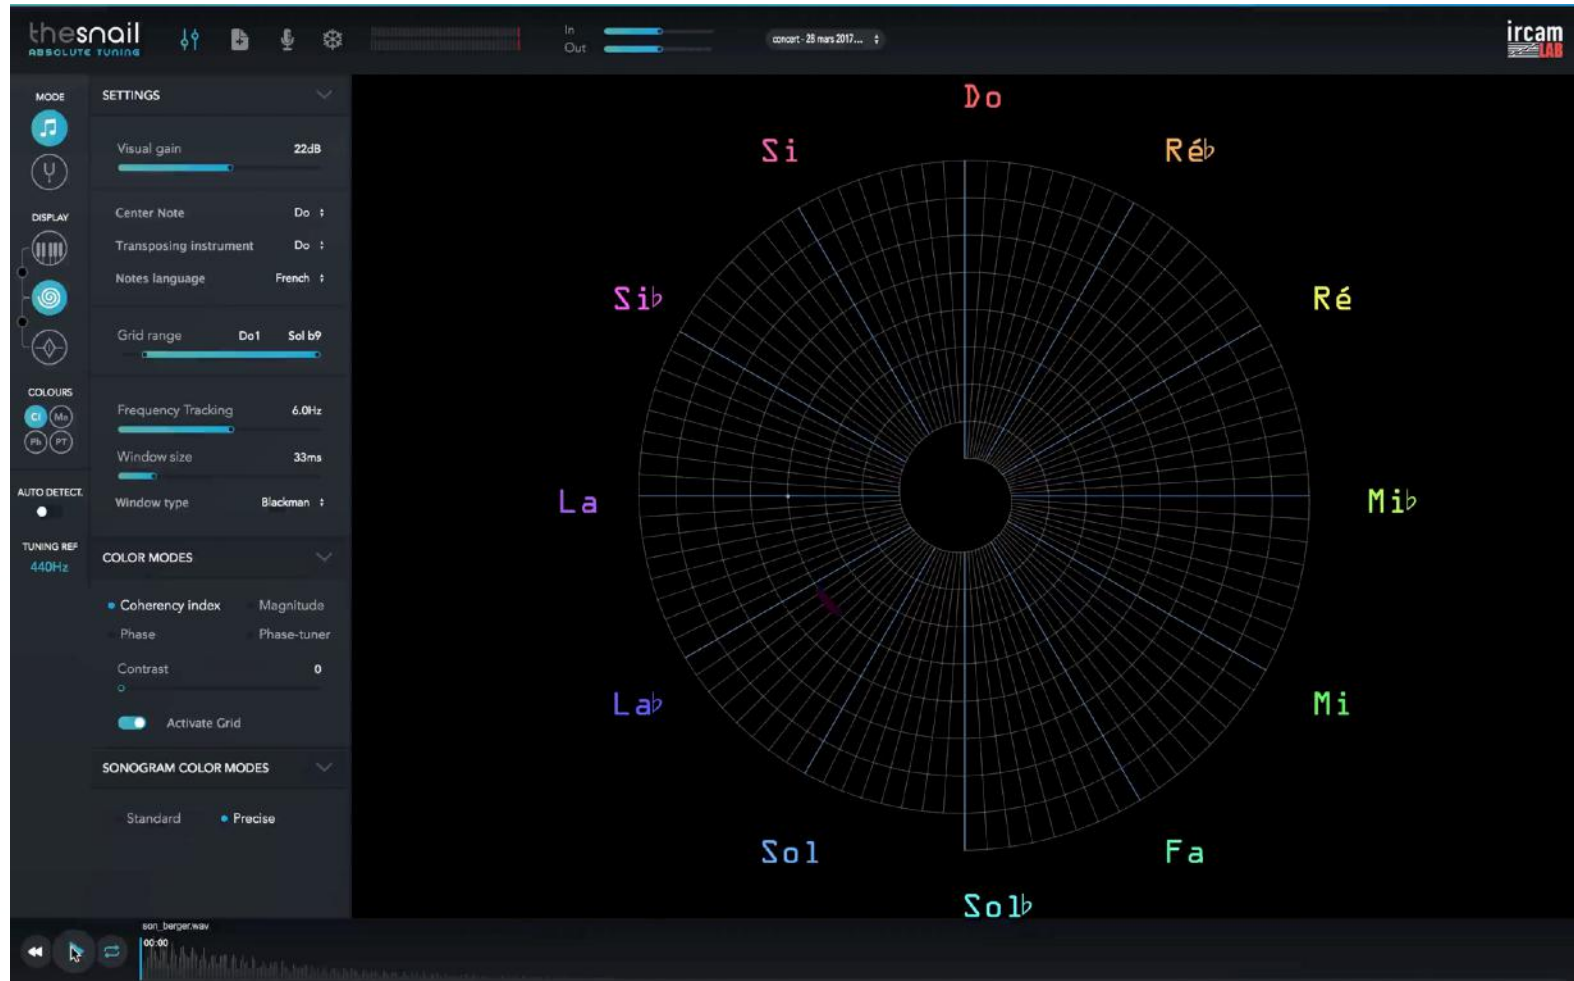 thesnail
ABSOLUTE TUNING
In
Out
concert - 26 mars 2017...
ircam
LAB
MODE
SETTINGS
Visual gain 22dB
DISPLAY
Center Note Do
Transposing instrument Do
Notes language French
Grid range Do1 Sol b9
COLOURS
CI Ma
Ph PT
Frequency Tracking 6.0Hz
Window size 33ms
AUTO DETECT.
Window type Blackman
TUNING REF
440Hz
COLOR MODES
Coherency index Magnitude
Phase Phase-tuner
Contrast 0
Activate Grid
SONOGRAM COLOR MODES
Standard Precise
Do
Si Ré♭
Si♭ Ré
La Mi♭
La♭ Mi
Sol Fa
Sol♭
son_berger.wav
00:00